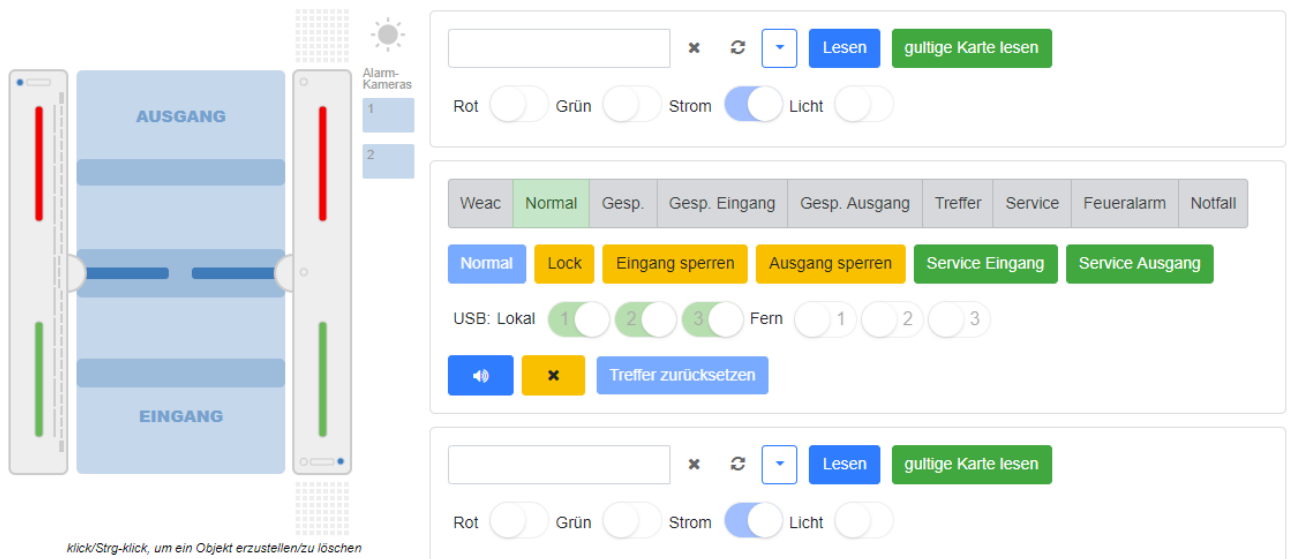 Lesen gultige Karte lesen
Rot Grün Strom Licht
Alarm-
Kameras
1
2
AUSGANG
EINGANG
klick/Strg-klick, um ein Objekt erzustellen/zu löschen
Weac Normal Gesp. Gesp. Eingang Gesp. Ausgang Treffer Service Feueralarm Notfall
Normal Lock Eingang sperren Ausgang sperren Service Eingang Service Ausgang
USB: Lokal 1 2 3 Fern 1 2 3
Treffer zurücksetzen
Lesen gultige Karte lesen
Rot Grün Strom Licht